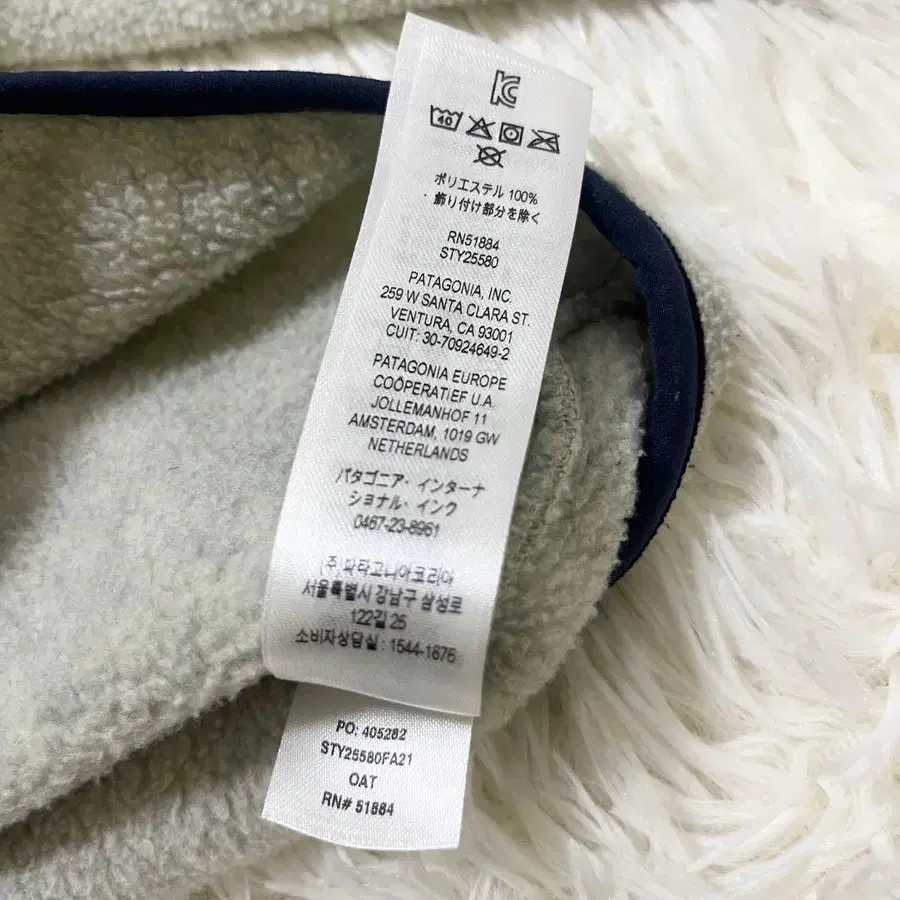 40
ポリエステル 100%
・飾り付け部分を除く
RN51884
STY25580
PATAGONIA, INC.
259 W SANTA CLARA ST.
VENTURA, CA 93001
CUIT: 30-70924649-2
PATAGONIA EUROPE
COÖPERATIEF U.A.
JOLLEMANHOF 11
AMSTERDAM, 1019 GW
NETHERLANDS
パタゴニア・インターナ
ショナル・インク
0467-23-8961
(주)파타고니아코리아
서울특별시 강남구 삼성로
122길 25
소비자상담실 : 1544-1876
PO: 405282
STY25580FA21
OAT
RN# 51884